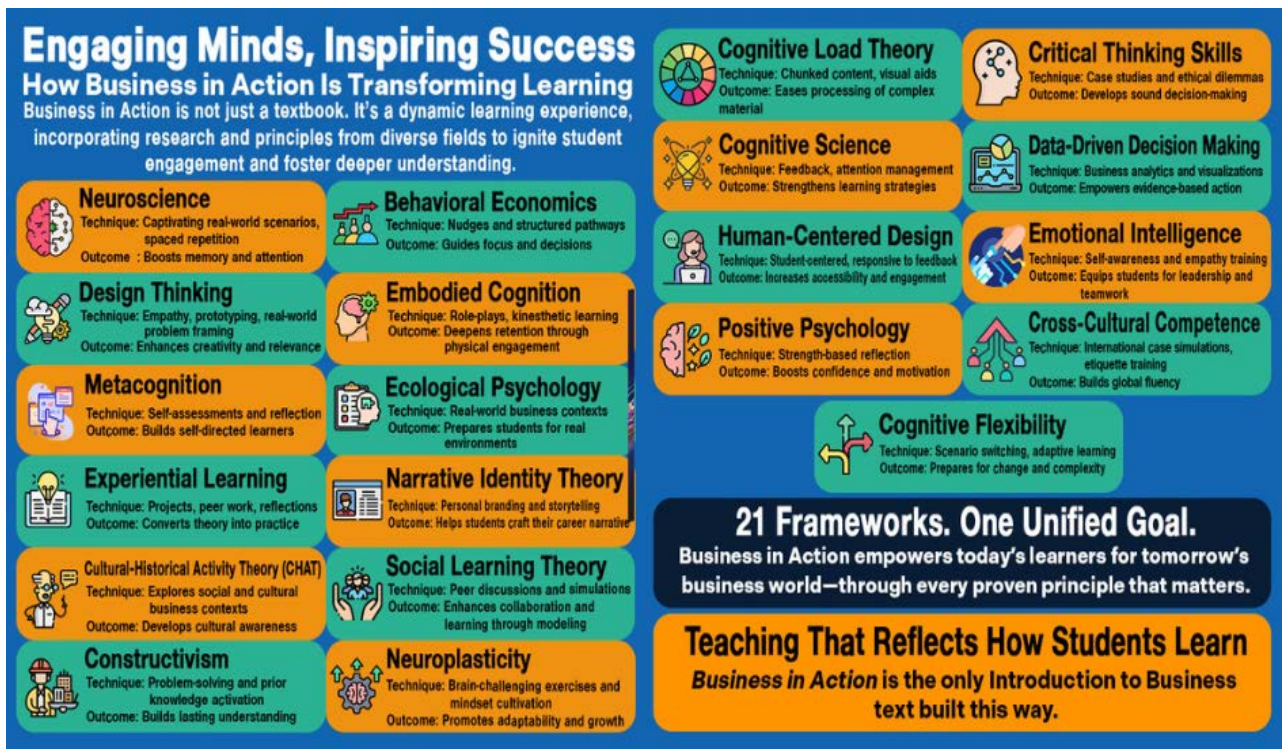 Engaging Minds, Inspiring Success
How Business in Action Is Transforming Learning
Business in Action is not just a textbook. It's a dynamic learning experience,
incorporating research and principles from diverse fields to ignite student
engagement and foster deeper understanding.
Neuroscience
Technique: Captivating real-world scenarios,
spaced repetition
Outcome : Boosts memory and attention
Behavioral Economics
Technique: Nudges and structured pathways
Outcome: Guides focus and decisions
Design Thinking
Technique: Empathy, prototyping, real-world
problem framing
Outcome: Enhances creativity and relevance
Embodied Cognition
Technique: Role-plays, kinesthetic learning
Outcome: Deepens retention through
physical engagement
Metacognition
Technique: Self-assessments and reflection
Outcome: Builds self-directed learners
Ecological Psychology
Technique: Real-world business contexts
Outcome: Prepares students for real
environments
Experiential Learning
Technique: Projects, peer work, reflections
Outcome: Converts theory into practice
Narrative Identity Theory
Technique: Personal branding and storytelling
Outcome: Helps students craft their career narrative
Cultural-Historical Activity Theory (CHAT)
Technique: Explores social and cultural
business contexts
Outcome: Develops cultural awareness
Social Learning Theory
Technique: Peer discussions and simulations
Outcome: Enhances collaboration and
learning through modeling
Constructivism
Technique: Problem-solving and prior
knowledge activation
Outcome: Builds lasting understanding
Neuroplasticity
Technique: Brain-challenging exercises and
mindset cultivation
Outcome: Promotes adaptability and growth
Cognitive Load Theory
Technique: Chunked content, visual aids
Outcome: Eases processing of complex
material
Critical Thinking Skills
Technique: Case studies and ethical dilemmas
Outcome: Develops sound decision-making
Cognitive Science
Technique: Feedback, attention management
Outcome: Strengthens learning strategies
Data-Driven Decision Making
Technique: Business analytics and visualizations
Outcome: Empowers evidence-based action
Human-Centered Design
Technique: Student-centered, responsive to feedback
Outcome: Increases accessibility and engagement
Emotional Intelligence
Technique: Self-awareness and empathy training
Outcome: Equips students for leadership and
teamwork
Positive Psychology
Technique: Strength-based reflection
Outcome: Boosts confidence and motivation
Cross-Cultural Competence
Technique: International case simulations,
etiquette training
Outcome: Builds global fluency
Cognitive Flexibility
Technique: Scenario switching, adaptive learning
Outcome: Prepares for change and complexity
21 Frameworks. One Unified Goal.
Business in Action empowers today's learners for tomorrow's
business world—through every proven principle that matters.
Teaching That Reflects How Students Learn
Business in Action is the only Introduction to Business
text built this way.